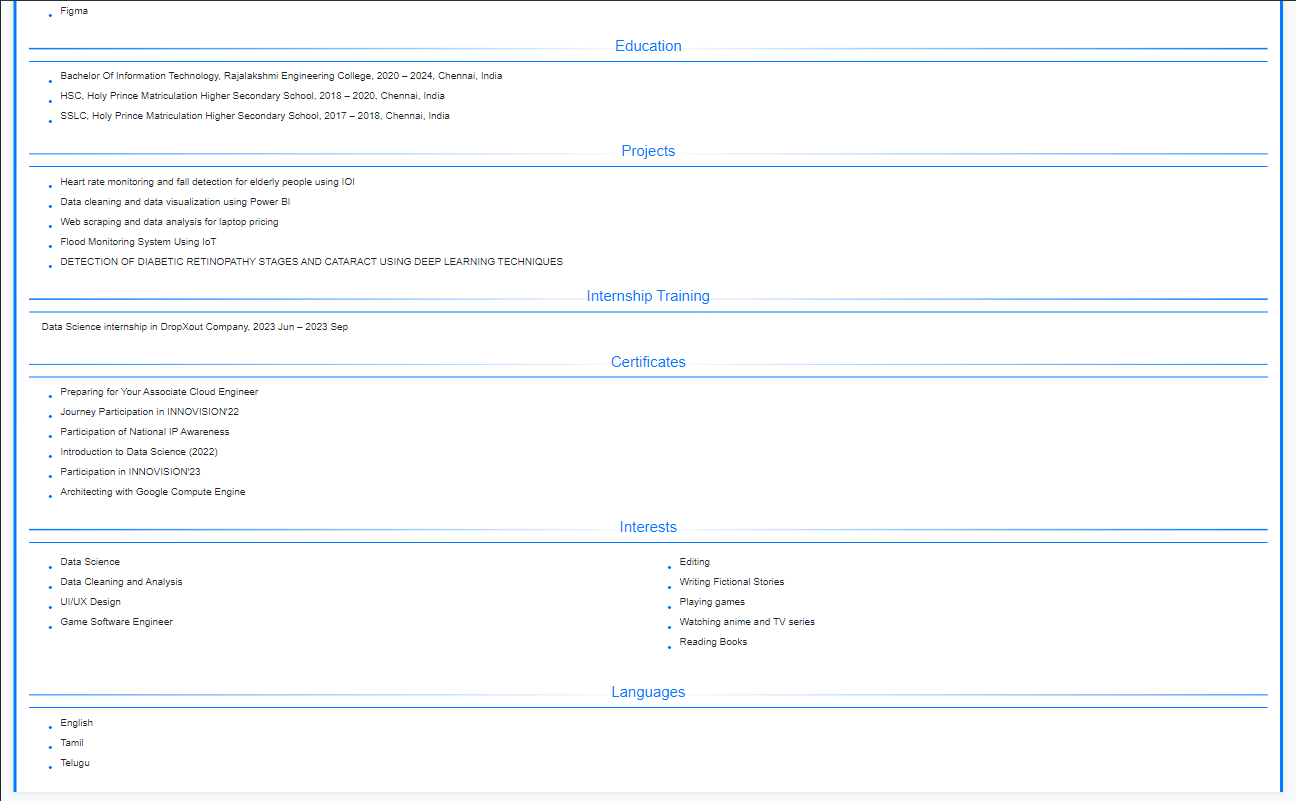 Figma
Education
Bachelor Of Information Technology, Rajalakshmi Engineering College, 2020 – 2024, Chennai, India
HSC, Holy Prince Matriculation Higher Secondary School, 2018 – 2020, Chennai, India
SSLC, Holy Prince Matriculation Higher Secondary School, 2017 – 2018, Chennai, India
Projects
Heart rate monitoring and fall detection for elderly people using IOI
Data cleaning and data visualization using Power BI
Web scraping and data analysis for laptop pricing
Flood Monitoring System Using IoT
DETECTION OF DIABETIC RETINOPATHY STAGES AND CATARACT USING DEEP LEARNING TECHNIQUES
Internship Training
Data Science internship in DropXout Company, 2023 Jun – 2023 Sep
Certificates
Preparing for Your Associate Cloud Engineer
Journey Participation in INNOVISION'22
Participation of National IP Awareness
Introduction to Data Science (2022)
Participation in INNOVISION'23
Architecting with Google Compute Engine
Interests
Data Science
Data Cleaning and Analysis
UI/UX Design
Game Software Engineer
Editing
Writing Fictional Stories
Playing games
Watching anime and TV series
Reading Books
Languages
English
Tamil
Telugu